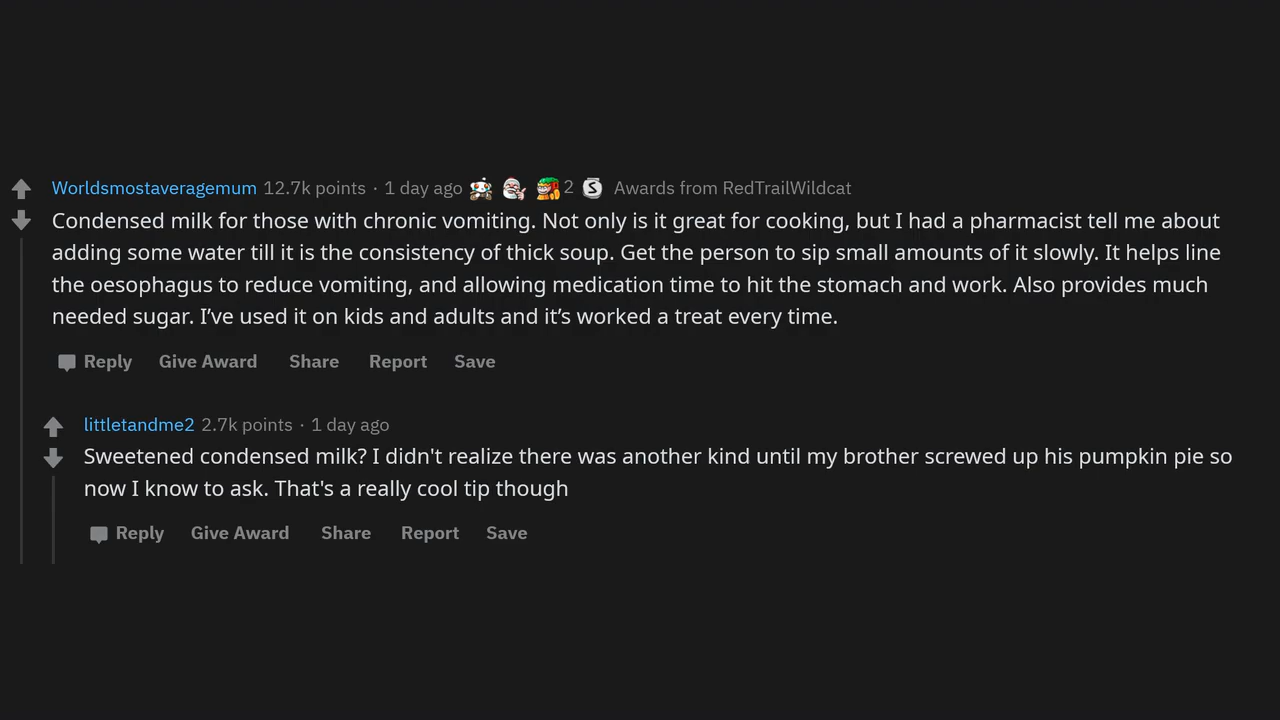 Worldsmostaveragemum 12.7k points · 1 day ago 2 S Awards from RedTrailWildcat
Condensed milk for those with chronic vomiting. Not only is it great for cooking, but I had a pharmacist tell me about
adding some water till it is the consistency of thick soup. Get the person to sip small amounts of it slowly. It helps line
the oesophagus to reduce vomiting, and allowing medication time to hit the stomach and work. Also provides much
needed sugar. I’ve used it on kids and adults and it’s worked a treat every time.
Reply Give Award Share Report Save
littletandme2 2.7k points · 1 day ago
Sweetened condensed milk? I didn't realize there was another kind until my brother screwed up his pumpkin pie so
now I know to ask. That's a really cool tip though
Reply Give Award Share Report Save